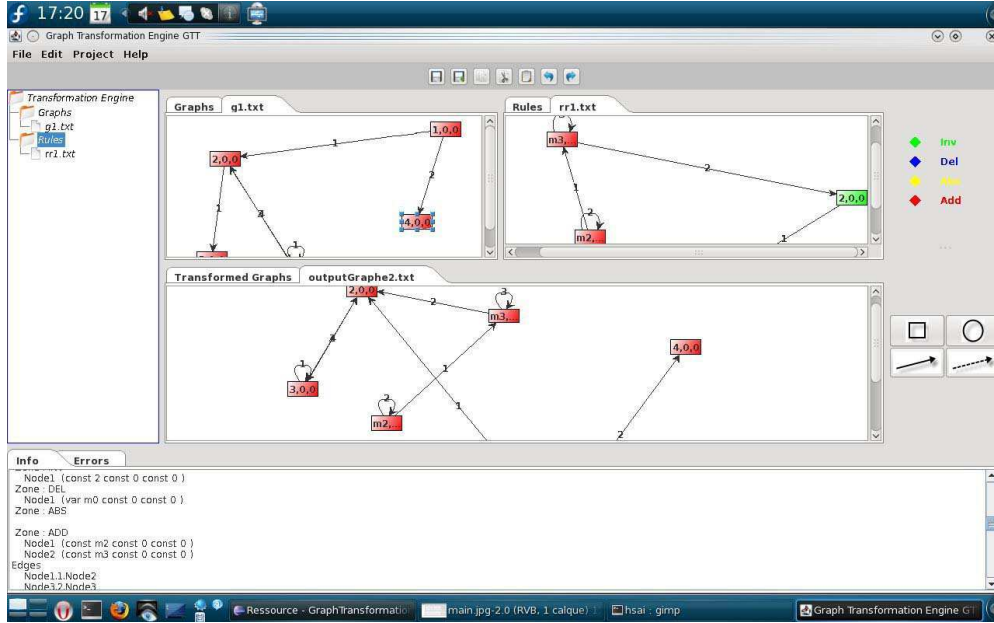 17:20 17
Graph Transformation Engine GTT
File Edit Project Help
Transformation Engine
Graphs
g1.txt
Rules
rr1.txt
Graphs g1.txt
1,0,0
1
2,0,0
2
1
4,0,0
1
Rules rr1.txt
m3,...
2
1
2,0,0
2
m2,...
1
Inv
Del
Add
Transformed Graphs outputGraphe2.txt
2,0,0
3
2
m3,...
4,0,0
1
1
3,0,0
2
1
m2,...
2
Info Errors
Node1 (const 2 const 0 const 0 )
Zone : DEL
Node1 (var m0 const 0 const 0 )
Zone : ABS
Zone : ADD
Node1 (const m2 const 0 const 0 )
Node2 (const m3 const 0 const 0 )
Edges
Node1.1.Node2
Node3.2.Node3
Ressource - GraphTransformatio
main.jpg-2.0 (RVB, 1 calque) 1
hsai : gimp
Graph Transformation Engine GT